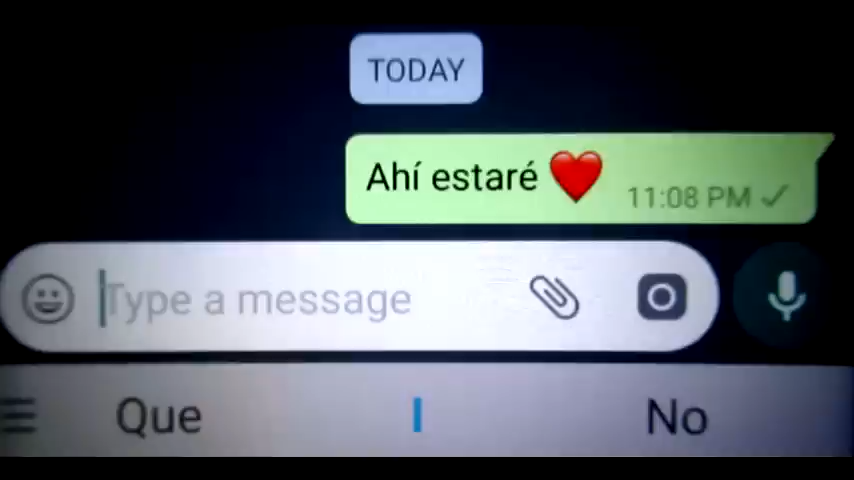 TODAY
Ahí estaré ❤️
11:08 PM
Type a message
Que I No